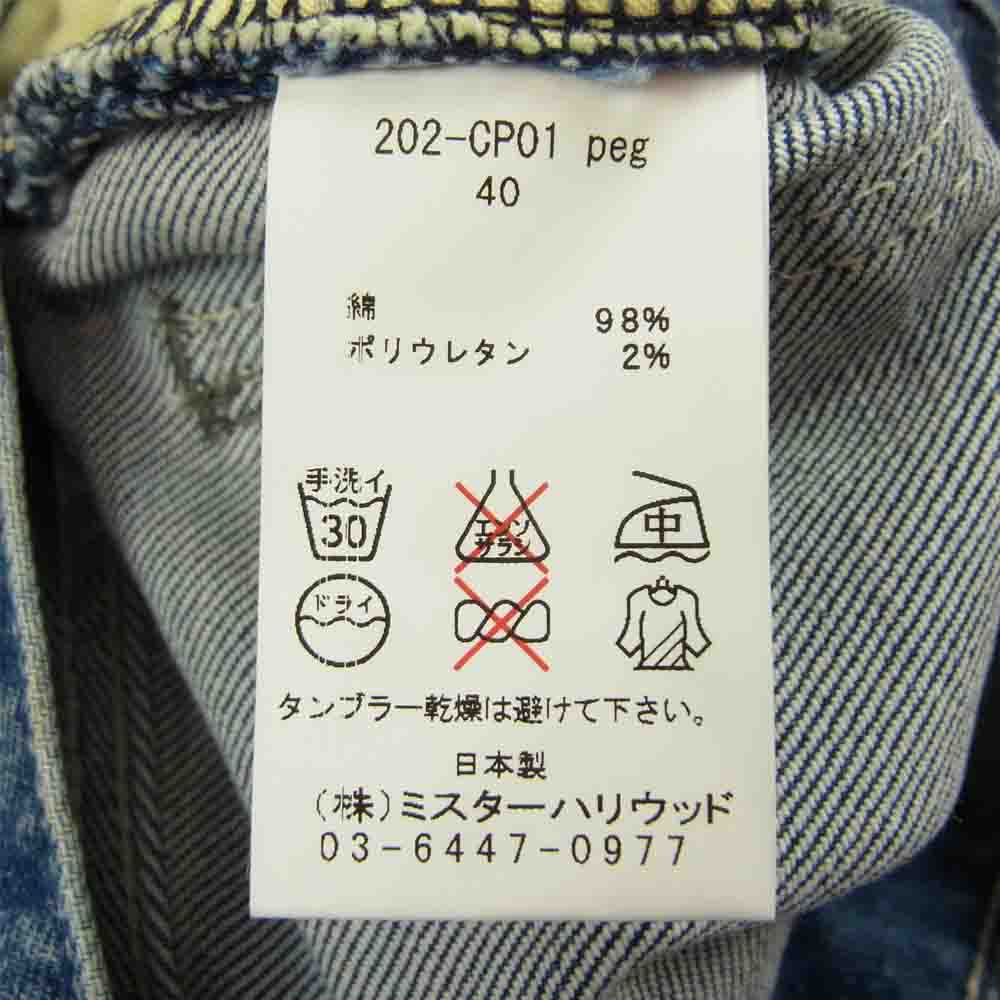 202-CP01 peg
40
綿 98%
ポリウレタン 2%
手洗イ
30
エンソ
サラシ
中
ドライ
タンブラー乾燥は避けて下さい。
日本製
(株)ミスターハリウッド
03-6447-0977